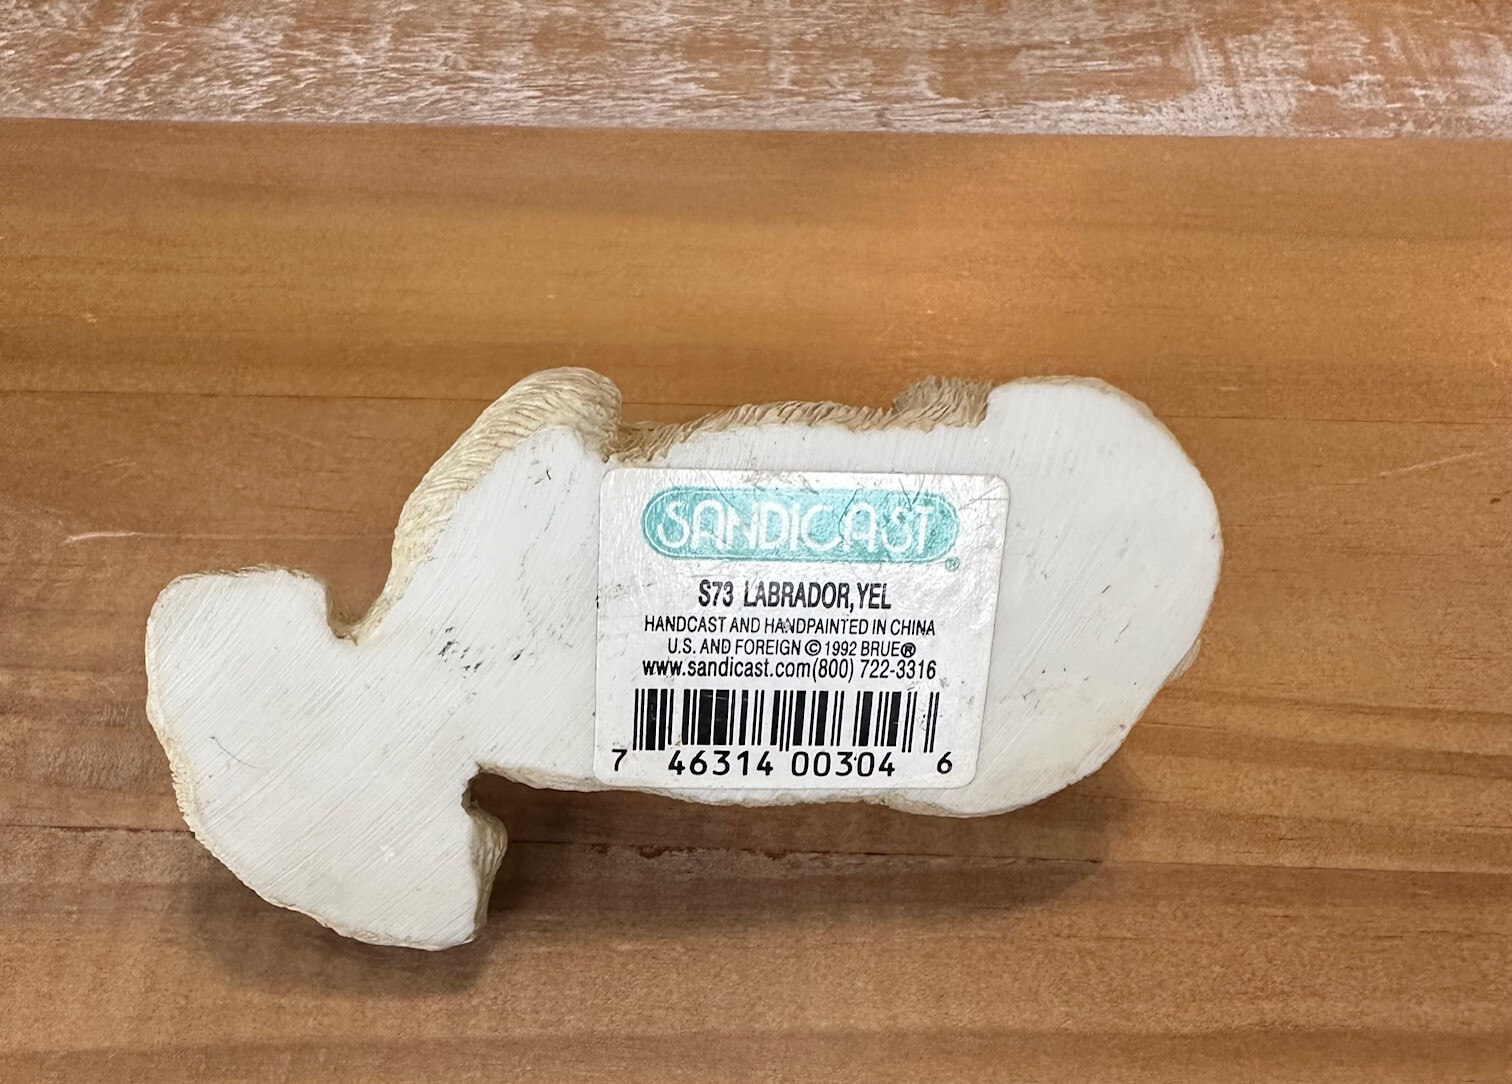 SANDICAST®
S73 LABRADOR,YEL
HANDCAST AND HANDPAINTED IN CHINA
U.S. AND FOREIGN ©1992 BRUE®
www.sandicast.com(800) 722-3316
7 46314 00304 6